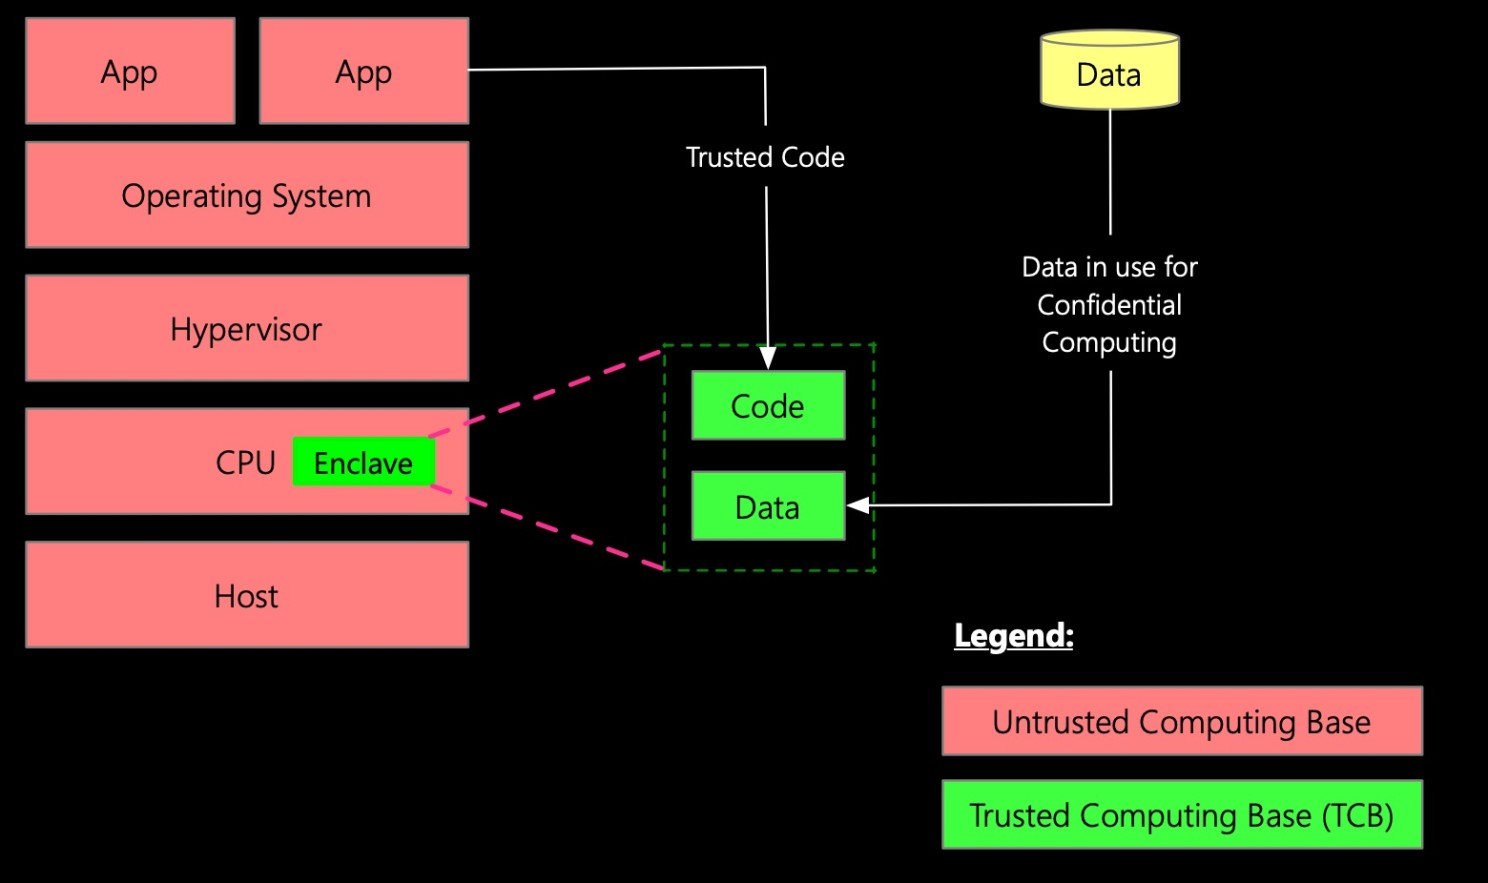 App
App
Data
Trusted Code
Operating System
Data in use for
Confidential
Computing
Hypervisor
Code
CPU
Enclave
Data
Host
Legend:
Untrusted Computing Base
Trusted Computing Base (TCB)